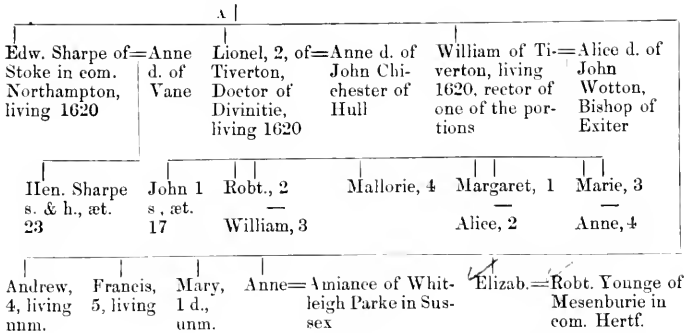 A
Edw. Sharpe of=Anne
Stoke in com. d. of
Northampton, Vane
living 1620
Lionel, 2, of=Anne d. of
Tiverton, John Chi-
Doctor of chester of
Divinitie, Hull
living 1620
William of Ti-=Alice d. of
verton, living John
1620, rector of Wotton,
one of the por- Bishop of
tions Exiter
Hen. Sharpe
s. & h., æt.
23
John 1
s, æt.
17
Robt., 2
—
William, 3
Mallorie, 4
Margaret, 1
—
Alice, 2
Marie, 3
—
Anne, 4
Andrew,
4, living
unm.
Francis,
5, living
Mary,
1 d.,
unm.
Anne=Amiance of Whit-
leigh Parke in Sus-
sex
Elizab.=Robt. Younge of
Mesenburie in
com. Hertf.